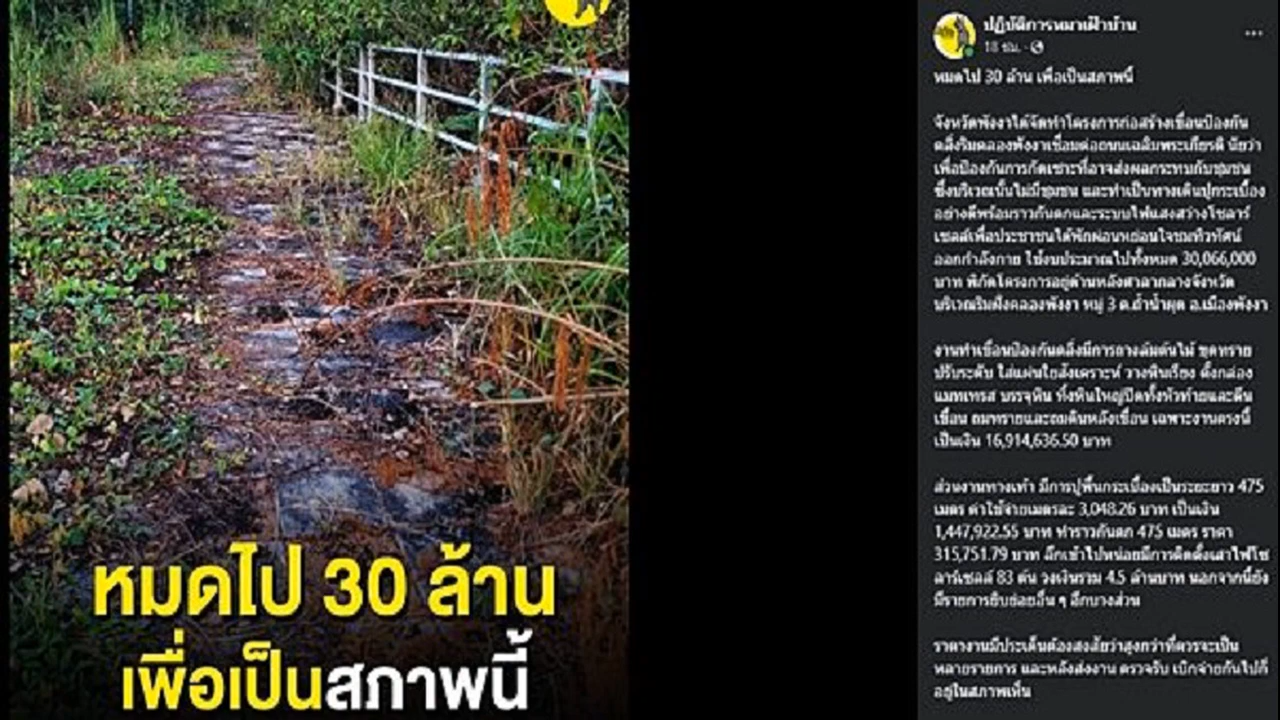 หมดไป 30 ล้าน
เพื่อเป็นสภาพนี้
ปฏิบัติการหมาเฝ้าบ้าน
18 ชม.
หมดไป 30 ล้าน เพื่อเป็นสภาพนี้
จังหวัดพังงาได้จัดทำโครงการก่อสร้างเขื่อนป้องกัน
ตลิ่งริมคลองพังงาเชื่อมต่อถนนเฉลิมพระเกียรติ นัยว่า
เพื่อป้องกันการกัดเซาะที่อาจส่งผลกระทบกับชุมชน
ซึ่งบริเวณนั้นไม่มีชุมชน และทำเป็นทางเดินปูกระเบื้อง
อย่างดีพร้อมราวกันตกและระบบไฟแสงสว่างโซลาร์
เซลล์เพื่อประชาชนได้พักผ่อนหย่อนใจชมทิวทัศน์
ออกกำลังกาย ใช้งบประมาณไปทั้งหมด 30,066,000
บาท พิกัดโครงการอยู่ด้านหลังศาลากลางจังหวัด
บริเวณริมฝั่งคลองพังงา หมู่ 3 ต.ถ้ำน้ำผุด อ.เมืองพังงา
งานทำเขื่อนป้องกันตลิ่งมีการถางล้มต้นไม้ ขุดทราย
ปรับระดับ ใส่แผ่นใยสังเคราะห์ วางหินเรียง ตั้งกล่อง
แมทเทรส บรรจุหิน ทิ้งหินใหญ่ปิดทั้งหัวท้ายและตีน
เขื่อน ถมทรายและถมดินหลังเขื่อน เฉพาะงานตรงนี้
เป็นเงิน 16,914,636.50 บาท
ส่วนงานทางเท้า มีการปูพื้นกระเบื้องเป็นระยะยาว 475
เมตร ค่าใช้จ่ายเมตรละ 3,048.26 บาท เป็นเงิน
1,447,922.55 บาท ทำราวกันตก 475 เมตร ราคา
315,751.79 บาท ลึกเข้าไปหน่อยมีการติดตั้งเสาไฟโซ
ลาร์เซลล์ 83 ต้น วงเงินรวม 4.5 ล้านบาท นอกจากนี้ยัง
มีรายการยิบย่อยอื่น ๆ อีกบางส่วน
ราคางานมีประเด็นต้องสงสัยว่าสูงกว่าที่ควรจะเป็น
หลายรายการ และหลังส่งงาน ตรวจรับ เบิกจ่ายกันไปก็
อยู่ในสภาพเห็น